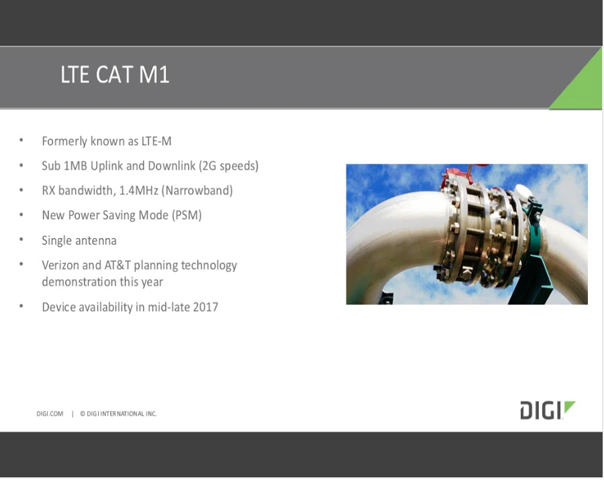 LTE CAT M1
• Formerly known as LTE-M
• Sub 1MB Uplink and Downlink (2G speeds)
• RX bandwidth, 1.4MHz (Narrowband)
• New Power Saving Mode (PSM)
• Single antenna
• Verizon and AT&T planning technology
demonstration this year
• Device availability in mid-late 2017
DIGI.COM | © DIGI INTERNATIONAL INC.
DIGI